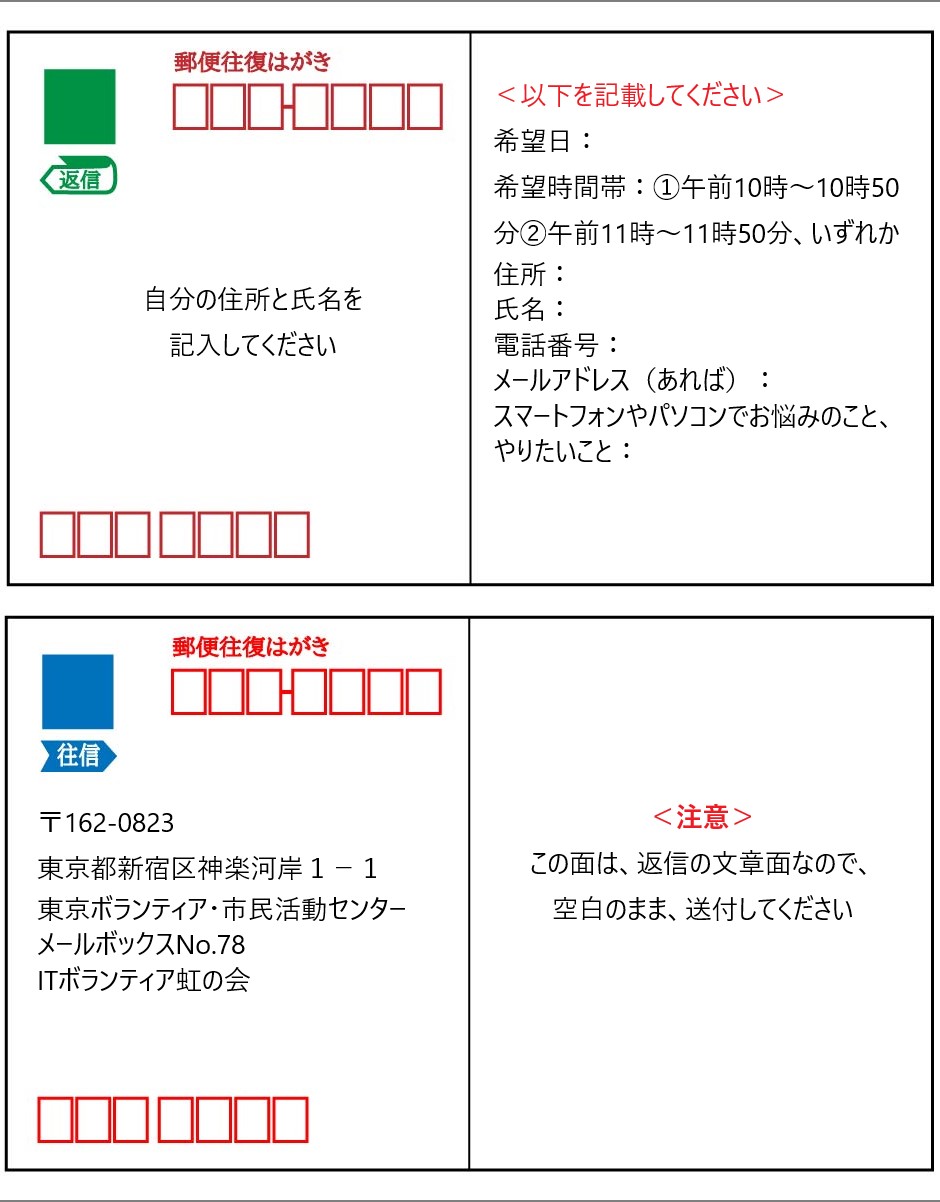 郵便往復はがき
返信
自分の住所と氏名を
記入してください
＜以下を記載してください＞
希望日：
希望時間帯：①午前10時～10時50
分②午前11時～11時50分、いずれか
住所：
氏名：
電話番号：
メールアドレス（あれば）：
スマートフォンやパソコンでお悩みのこと、
やりたいこと：
郵便往復はがき
往信
〒162-0823
東京都新宿区神楽河岸１－１
東京ボランティア・市民活動センター
メールボックスNo.78
ITボランティア虹の会
＜注意＞
この面は、返信の文章面なので、
空白のまま、送付してください